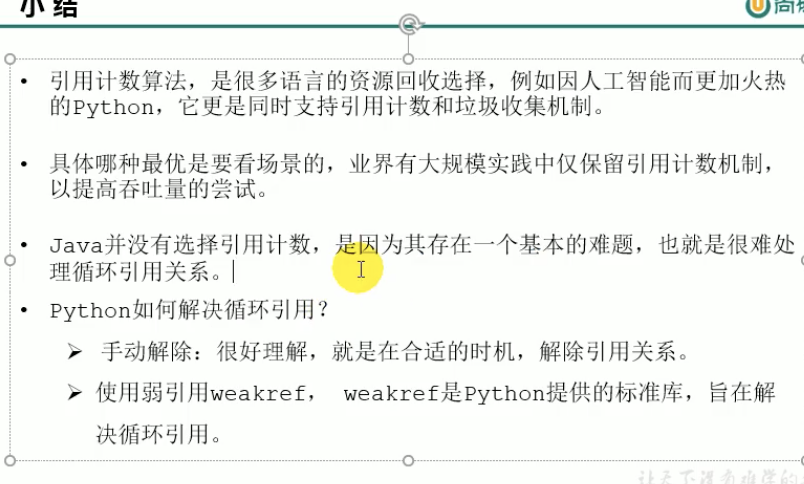 小 结
尚硅
• 引用计数算法，是很多语言的资源回收选择，例如因人工智能而更加火热
的Python，它更是同时支持引用计数和垃圾收集机制。
• 具体哪种最优是要看场景的，业界有大规模实践中仅保留引用计数机制，
以提高吞吐量的尝试。
• Java并没有选择引用计数，是因为其存在一个基本的难题，也就是很难处
理循环引用关系。
• Python如何解决循环引用？
➢ 手动解除：很好理解，就是在合适的时机，解除引用关系。
➢ 使用弱引用weakref， weakref是Python提供的标准库，旨在解
决循环引用。
让天下没有难学的